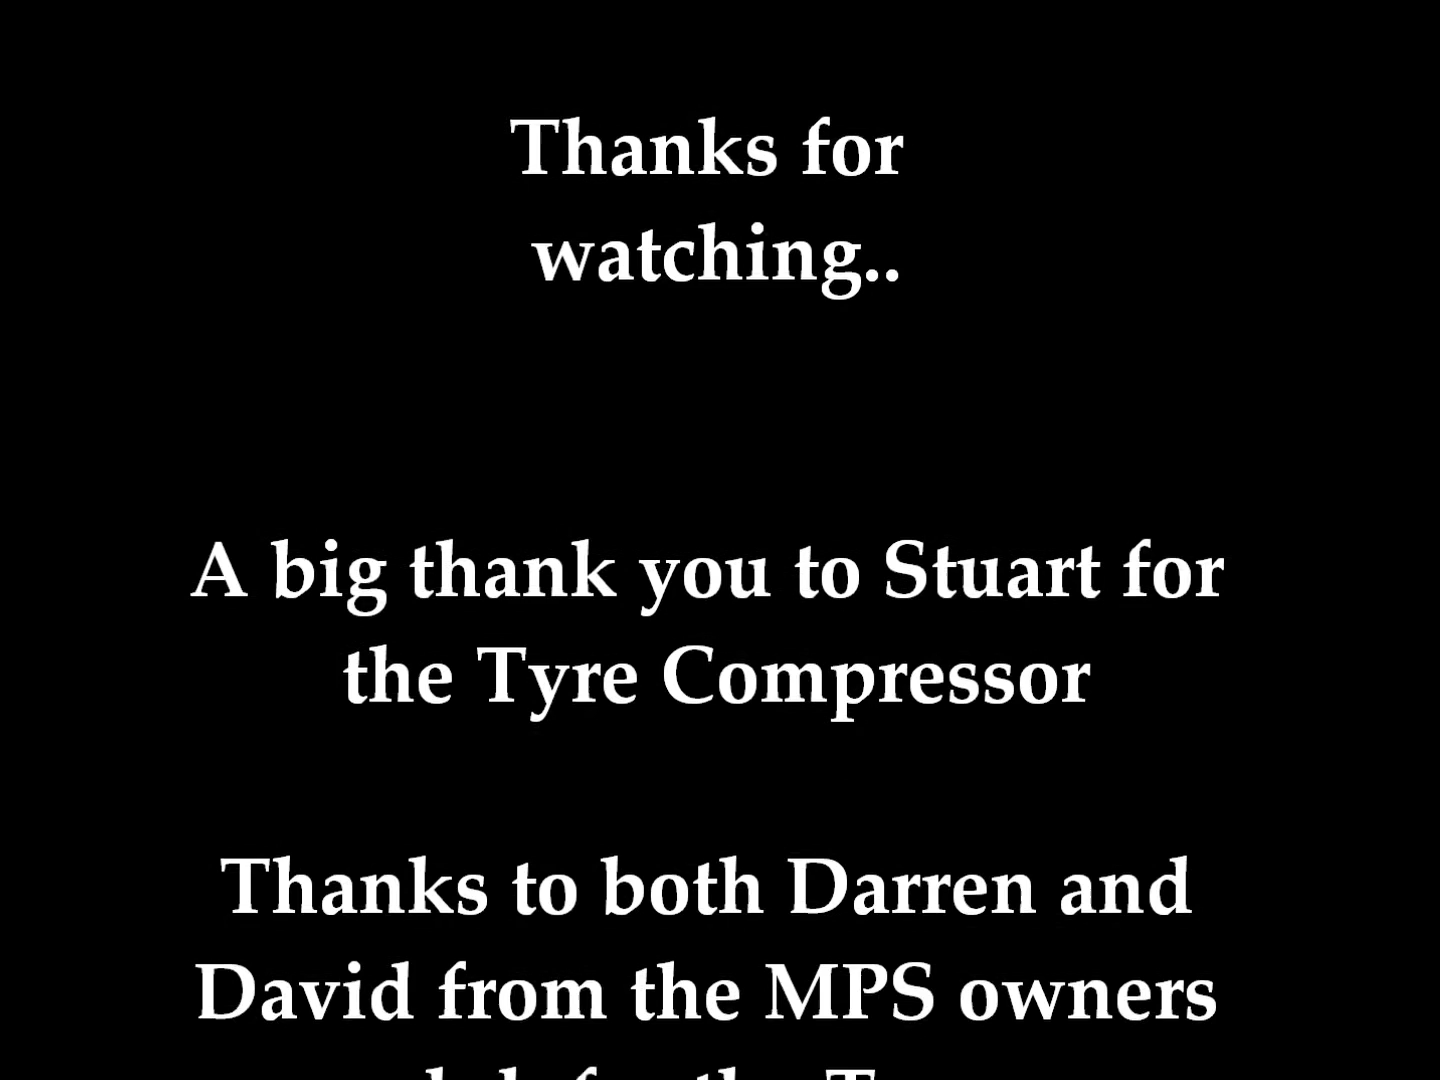 Thanks for
watching..
A big thank you to Stuart for
the Tyre Compressor
Thanks to both Darren and
David from the MPS owners